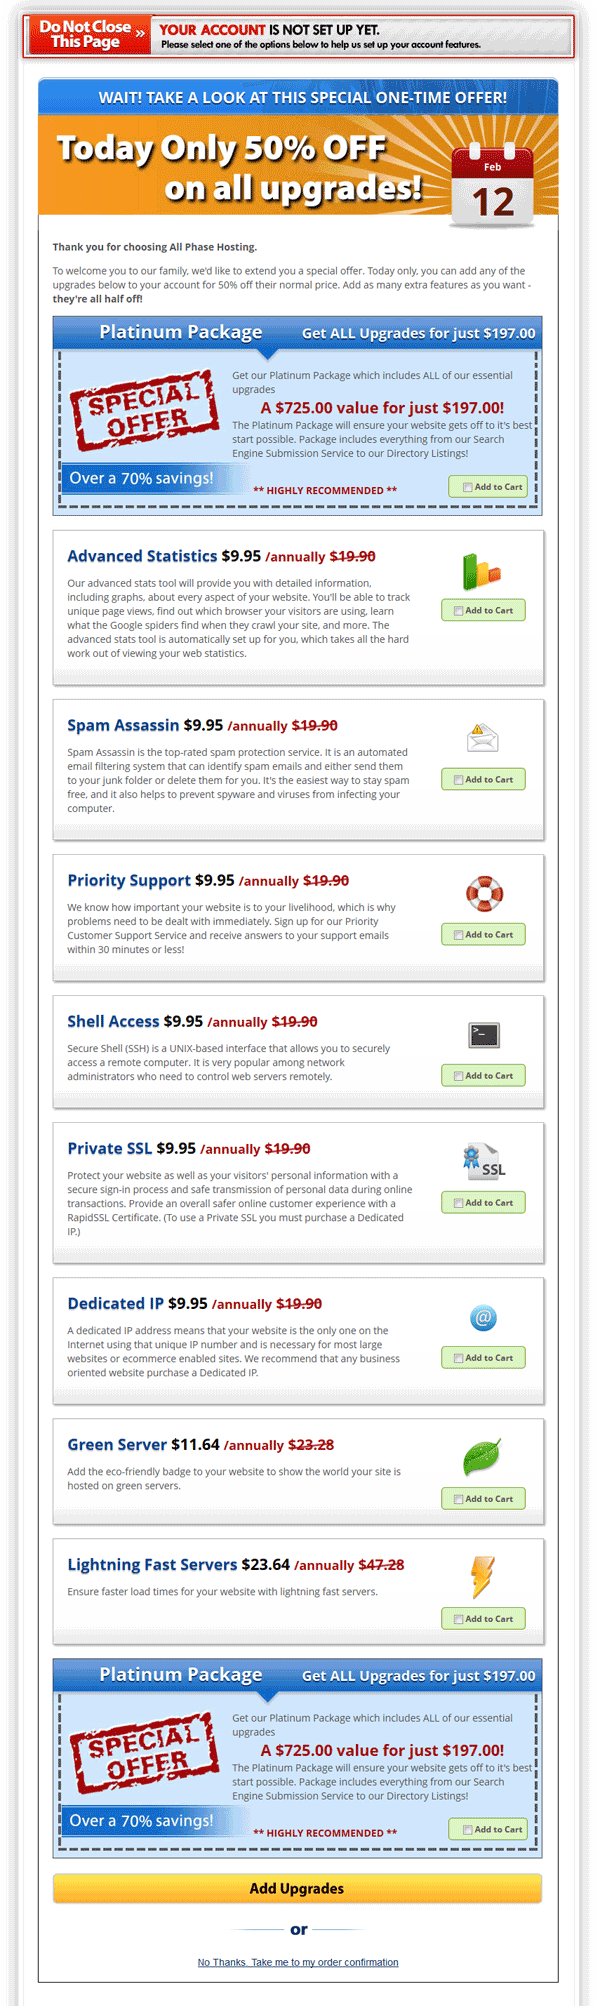 Do Not Close
This Page »
YOUR ACCOUNT IS NOT SET UP YET.
Please select one of the options below to help us set up your account features.
WAIT! TAKE A LOOK AT THIS SPECIAL ONE-TIME OFFER!
Today Only 50% OFF
on all upgrades!
Feb
12
Thank you for choosing All Phase Hosting.
To welcome you to our family, we'd like to extend you a special offer. Today only, you can add any of the
upgrades below to your account for 50% off their normal price. Add as many extra features as you want -
they're all half off!
Platinum Package Get ALL Upgrades for just $197.00
SPECIAL
OFFER
Over a 70% savings!
Get our Platinum Package which includes ALL of our essential
upgrades
A $725.00 value for just $197.00!
The Platinum Package will ensure your website gets off to it's best
start possible. Package includes everything from our Search
Engine Submission Service to our Directory Listings!
** HIGHLY RECOMMENDED **
Add to Cart
Advanced Statistics $9.95 /annually $19.90
Our advanced stats tool will provide you with detailed information,
including graphs, about every aspect of your website. You'll be able to track
unique page views, find out which browser your visitors are using, learn
what the Google spiders find when they crawl your site, and more. The
advanced stats tool is automatically set up for you, which takes all the hard
work out of viewing your web statistics.
Add to Cart
Spam Assassin $9.95 /annually $19.90
Spam Assassin is the top-rated spam protection service. It is an automated
email filtering system that can identify spam emails and either send them
to your junk folder or delete them for you. It's the easiest way to stay spam
free, and it also helps to prevent spyware and viruses from infecting your
computer.
Add to Cart
Priority Support $9.95 /annually $19.90
We know how important your website is to your livelihood, which is why
problems need to be dealt with immediately. Sign up for our Priority
Customer Support Service and receive answers to your support emails
within 30 minutes or less!
Add to Cart
Shell Access $9.95 /annually $19.90
Secure Shell (SSH) is a UNIX-based interface that allows you to securely
access a remote computer. It is very popular among network
administrators who need to control web servers remotely.
>_
Add to Cart
Private SSL $9.95 /annually $19.90
Protect your website as well as your visitors' personal information with a
secure sign-in process and safe transmission of personal data during online
transactions. Provide an overall safer online customer experience with a
RapidSSL Certificate. (To use a Private SSL you must purchase a Dedicated
IP.)
SSL
Add to Cart
Dedicated IP $9.95 /annually $19.90
A dedicated IP address means that your website is the only one on the
Internet using that unique IP number and is necessary for most large
websites or ecommerce enabled sites. We recommend that any business
oriented website purchase a Dedicated IP.
@
Add to Cart
Green Server $11.64 /annually $23.28
Add the eco-friendly badge to your website to show the world your site is
hosted on green servers.
Add to Cart
Lightning Fast Servers $23.64 /annually $47.28
Ensure faster load times for your website with lightning fast servers.
Add to Cart
Platinum Package Get ALL Upgrades for just $197.00
SPECIAL
OFFER
Over a 70% savings!
Get our Platinum Package which includes ALL of our essential
upgrades
A $725.00 value for just $197.00!
The Platinum Package will ensure your website gets off to it's best
start possible. Package includes everything from our Search
Engine Submission Service to our Directory Listings!
** HIGHLY RECOMMENDED **
Add to Cart
Add Upgrades
or
No Thanks. Take me to my order confirmation